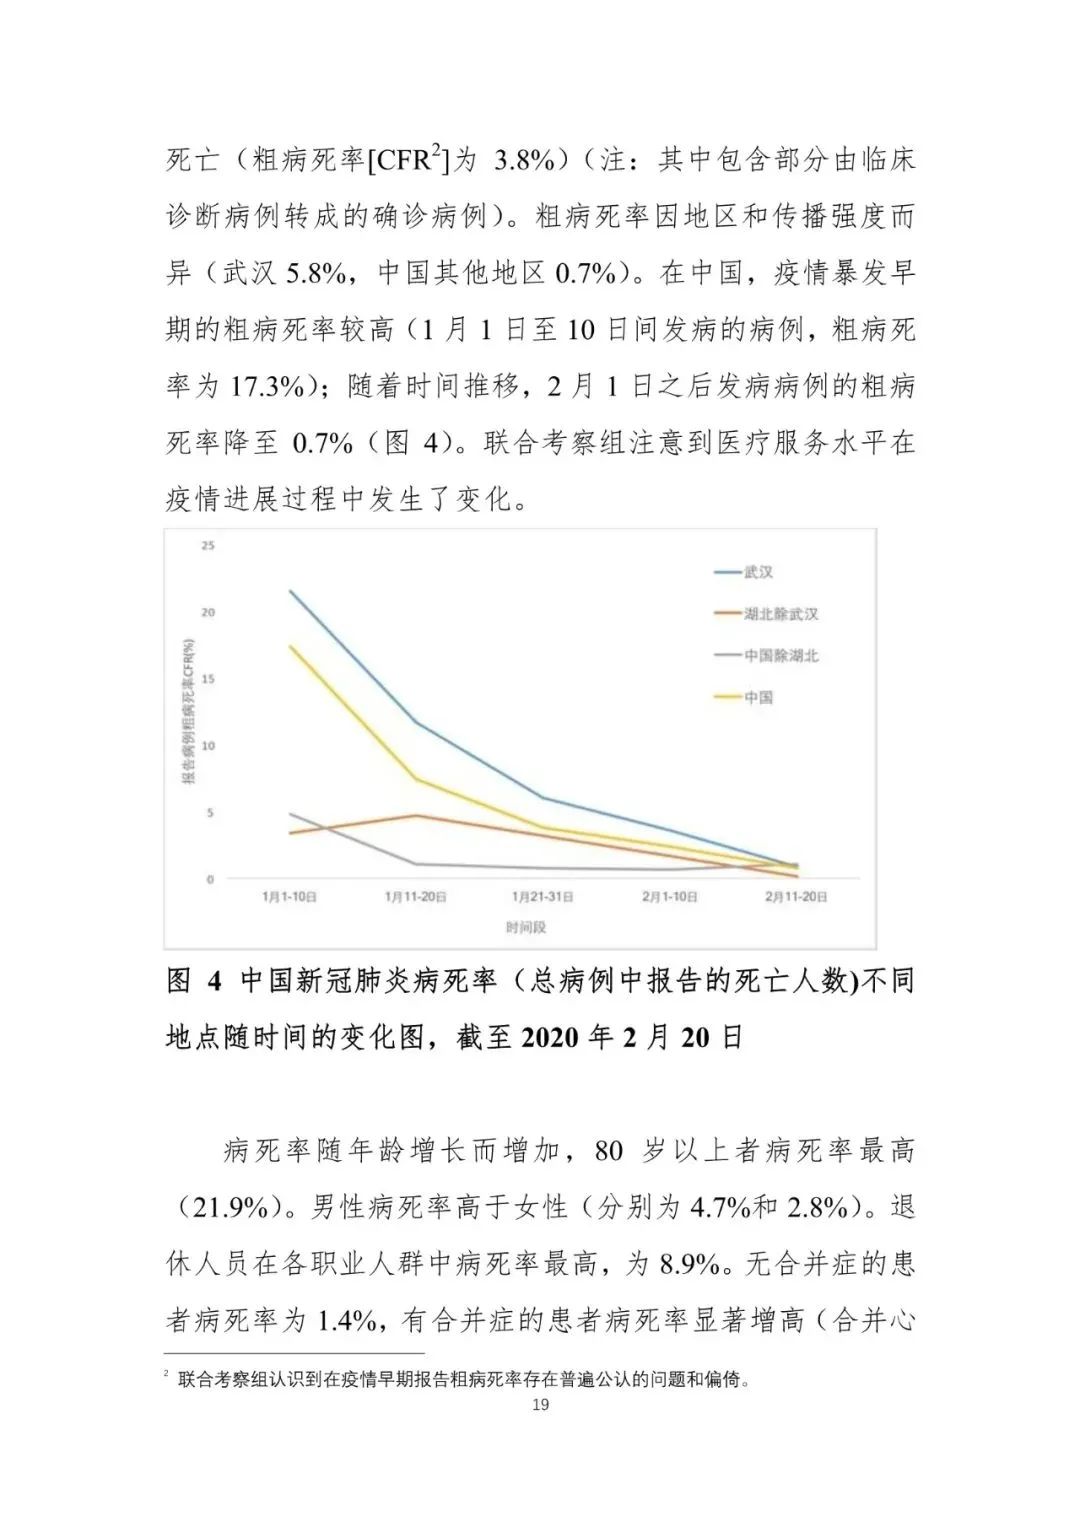 死亡（粗病死率[CFR2]为 3.8%）（注：其中包含部分由临床
诊断病例转成的确诊病例）。粗病死率因地区和传播强度而
异（武汉 5.8%，中国其他地区 0.7%）。在中国，疫情暴发早
期的粗病死率较高（1 月 1 日至 10 日间发病的病例，粗病死
率为 17.3%）；随着时间推移，2 月 1 日之后发病病例的粗病
死率降至 0.7%（图 4）。联合考察组注意到医疗服务水平在
疫情进展过程中发生了变化。
25
20
15
10
5
0
报告病例粗病死率CFR(%)
武汉
湖北除武汉
中国除湖北
中国
1月1-10日
1月11-20日
1月21-31日
2月1-10日
2月11-20日
时间段
图 4 中国新冠肺炎病死率（总病例中报告的死亡人数)不同
地点随时间的变化图，截至 2020 年 2 月 20 日
病死率随年龄增长而增加，80 岁以上者病死率最高
（21.9%）。男性病死率高于女性（分别为 4.7%和 2.8%）。退
休人员在各职业人群中病死率最高，为 8.9%。无合并症的患
者病死率为 1.4%，有合并症的患者病死率显著增高（合并心
2 联合考察组认识到在疫情早期报告粗病死率存在普遍公认的问题和偏倚。
19